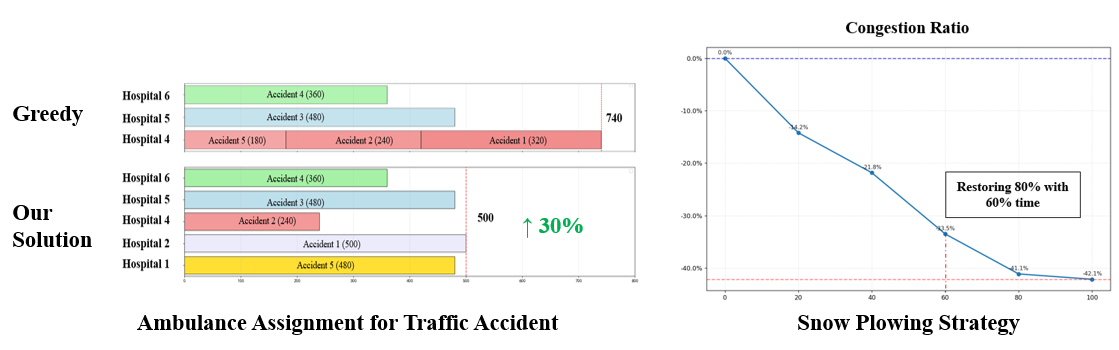 Greedy
Hospital 6
Accident 4 (360)
Hospital 5
Accident 3 (480)
Hospital 4
Accident 5 (180)
Accident 2 (240)
Accident 1 (320)
740
Our
Solution
Hospital 6
Accident 4 (360)
Hospital 5
Accident 3 (480)
Hospital 4
Accident 2 (240)
Hospital 2
Accident 1 (500)
Hospital 1
Accident 5 (480)
500
↑ 30%
0 100 200 300 400 500 600 700 800
Ambulance Assignment for Traffic Accident
Congestion Ratio
0.0%
-10.0%
-20.0%
-30.0%
-40.0%
0.0%
-14.2%
-21.8%
-33.5%
-41.1%
-42.1%
Restoring 80% with
60% time
0 20 40 60 80 100
Snow Plowing Strategy